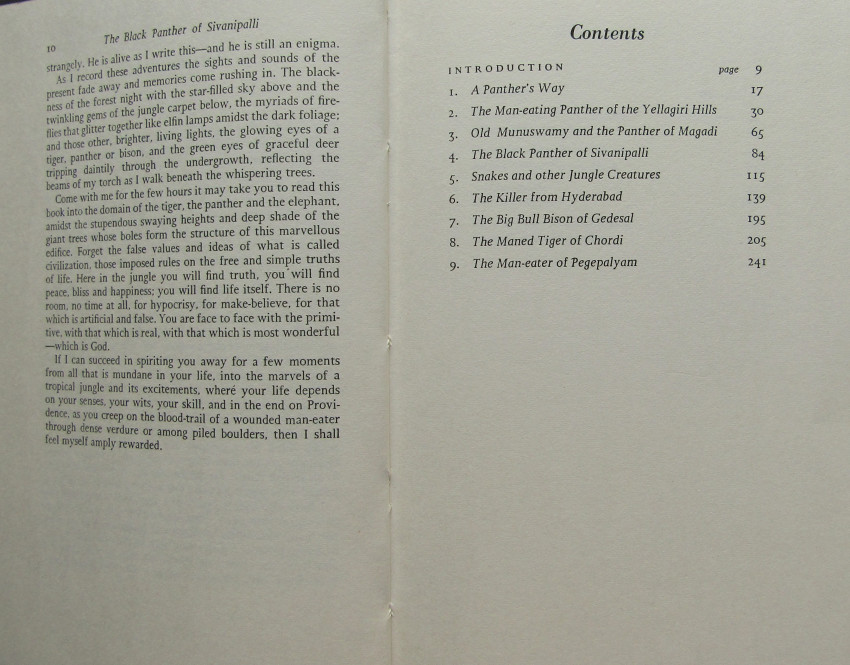 10 The Black Panther of Sivanipalli
strangely. He is alive as I write this—and he is still an enigma.
As I record these adventures the sights and sounds of the
present fade away and memories come rushing in. The black-
ness of the forest night with the star-filled sky above and the
twinkling gems of the jungle carpet below, the myriads of fire-
flies that glitter together like elfin lamps amidst the dark foliage;
and those other, brighter, living lights, the glowing eyes of a
tiger, panther or bison, and the green eyes of graceful deer
tripping daintily through the undergrowth, reflecting the
beams of my torch as I walk beneath the whispering trees.
Come with me for the few hours it may take you to read this
book into the domain of the tiger, the panther and the elephant,
amidst the stupendous swaying heights and deep shade of the
giant trees whose boles form the structure of this marvellous
edifice. Forget the false values and ideas of what is called
civilization, those imposed rules on the free and simple truths
of life. Here in the jungle you will find truth, you will find
peace, bliss and happiness; you will find life itself. There is no
room, no time at all, for hypocrisy, for make-believe, for that
which is artificial and false. You are face to face with the primi-
tive, with that which is real, with that which is most wonderful
—which is God.
If I can succeed in spiriting you away for a few moments
from all that is mundane in your life, into the marvels of a
tropical jungle and its excitements, where your life depends
on your senses, your wits, your skill, and in the end on Provi-
dence, as you creep on the blood-trail of a wounded man-eater
through dense verdure or among piled boulders, then I shall
feel myself amply rewarded.
Contents
INTRODUCTION page 9
1. A Panther's Way 17
2. The Man-eating Panther of the Yellagiri Hills 30
3. Old Munuswamy and the Panther of Magadi 65
4. The Black Panther of Sivanipalli 84
5. Snakes and other Jungle Creatures 115
6. The Killer from Hyderabad 139
7. The Big Bull Bison of Gedesal 195
8. The Maned Tiger of Chordi 205
9. The Man-eater of Pegepalyam 241